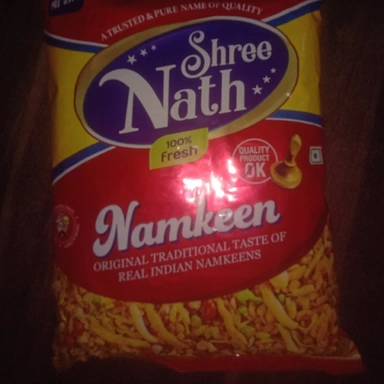 A TRUSTED & PURE NAME OF QUALITY
Shree
Nath
100%
fresh
QUALITY
PRODUCT
OK
Namkeen
ORIGINAL TRADITIONAL TASTE OF
REAL INDIAN NAMKEENS